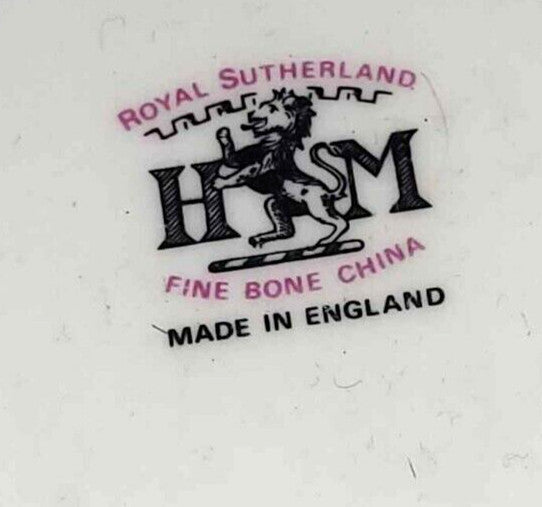 ROYAL SUTHERLAND
H M
FINE BONE CHINA
MADE IN ENGLAND